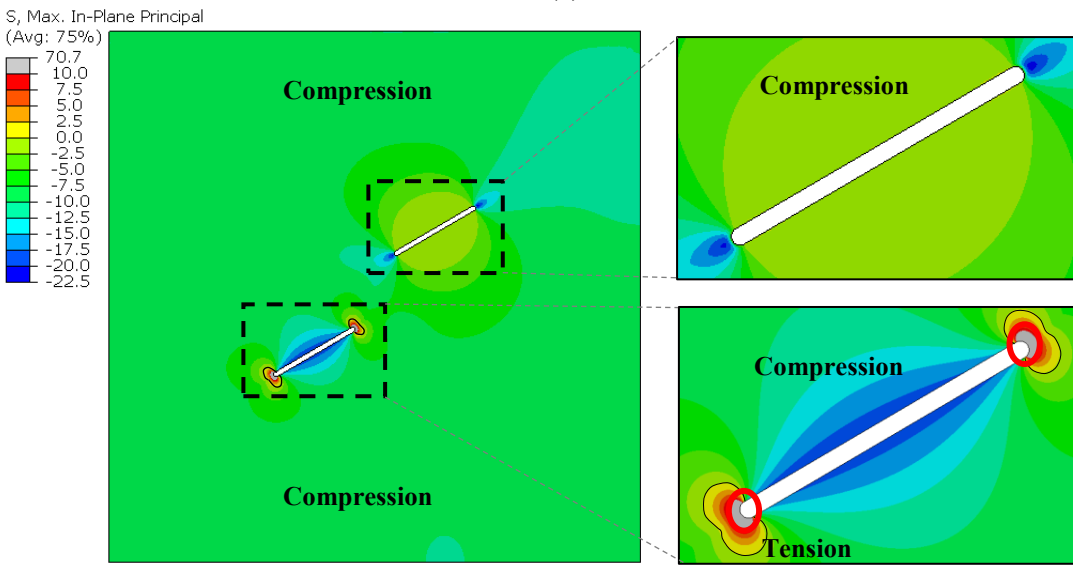 S, Max. In-Plane Principal
(Avg: 75%)
70.7
10.0
7.5
5.0
2.5
0.0
-2.5
-5.0
-7.5
-10.0
-12.5
-15.0
-17.5
-20.0
-22.5
Compression
Compression
Compression
Compression
Tension